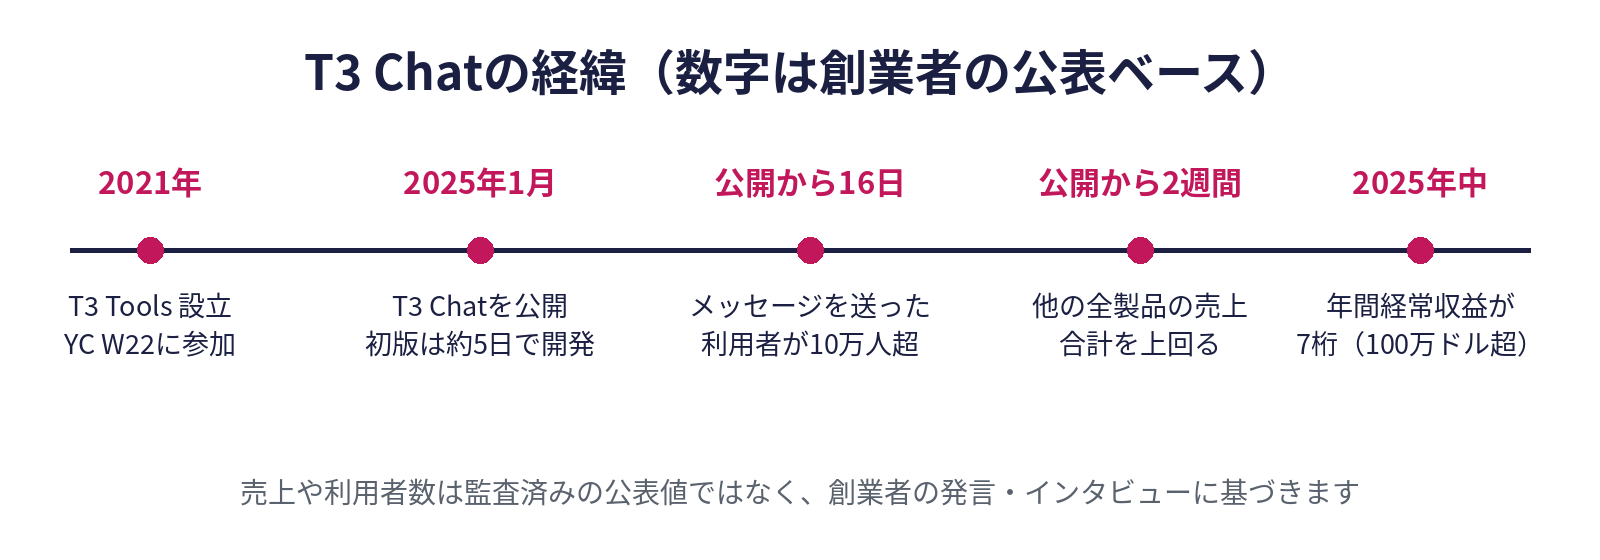 T3 Chatの経緯（数字は創業者の公表ベース）
2021年
T3 Tools 設立
YC W22に参加
2025年1月
T3 Chatを公開
初版は約5日で開発
公開から16日
メッセージを送った
利用者が10万人超
公開から2週間
他の全製品の売上
合計を上回る
2025年中
年間経常収益が
7桁（100万ドル超）
売上や利用者数は監査済みの公表値ではなく、創業者の発言・インタビューに基づきます